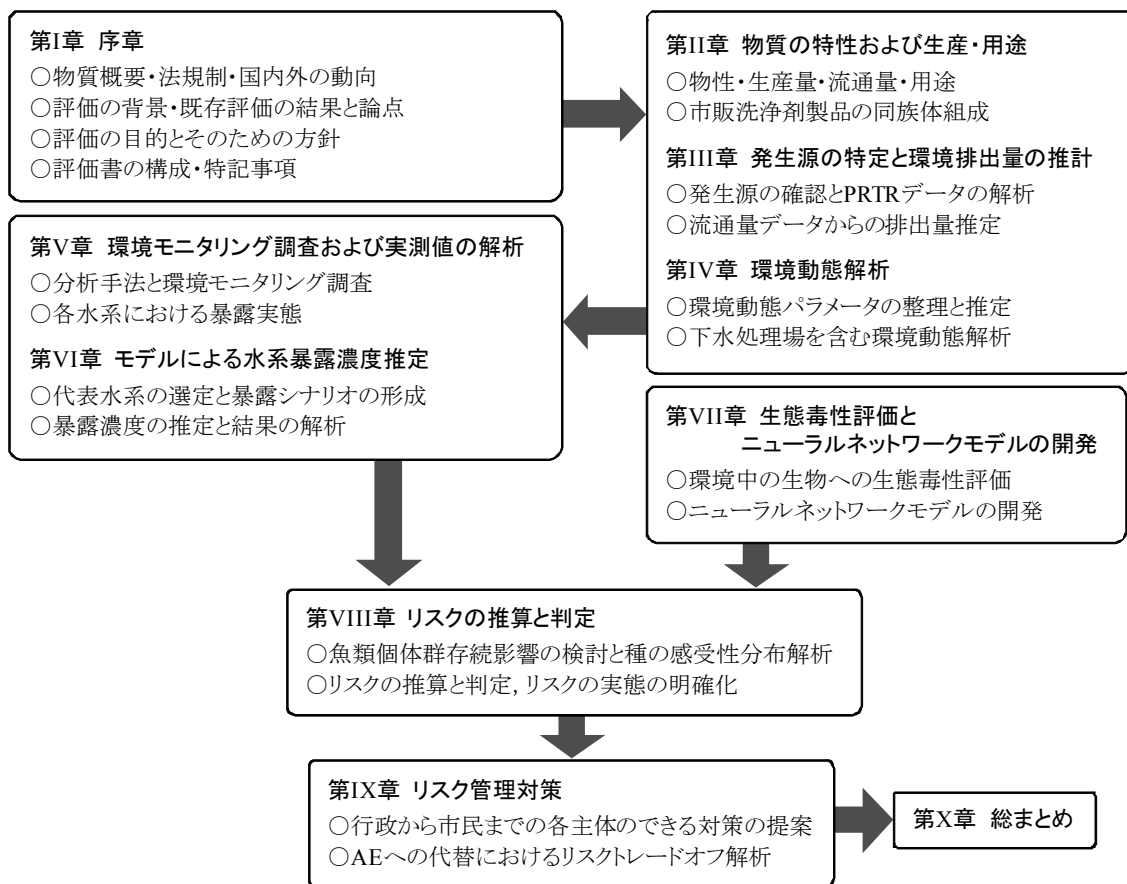 第I章 序章
○物質概要・法規制・国内外の動向
○評価の背景・既存評価の結果と論点
○評価の目的とそのための方針
○評価書の構成・特記事項
第II章 物質の特性および生産・用途
○物性・生産量・流通量・用途
○市販洗浄剤製品の同族体組成
第III章 発生源の特定と環境排出量の推計
○発生源の確認とPRTRデータの解析
○流通量データからの排出量推定
第IV章 環境動態解析
○環境動態パラメータの整理と推定
○下水処理場を含む環境動態解析
第V章 環境モニタリング調査および実測値の解析
○分析手法と環境モニタリング調査
○各水系における暴露実態
第VI章 モデルによる水系暴露濃度推定
○代表水系の選定と暴露シナリオの形成
○暴露濃度の推定と結果の解析
第VII章 生態毒性評価と
ニューラルネットワークモデルの開発
○環境中の生物への生態毒性評価
○ニューラルネットワークモデルの開発
第VIII章 リスクの推算と判定
○魚類個体群存続影響の検討と種の感受性分布解析
○リスクの推算と判定, リスクの実態の明確化
第IX章 リスク管理対策
○行政から市民までの各主体のできる対策の提案
○AEへの代替におけるリスクトレードオフ解析
第X章 総まとめ